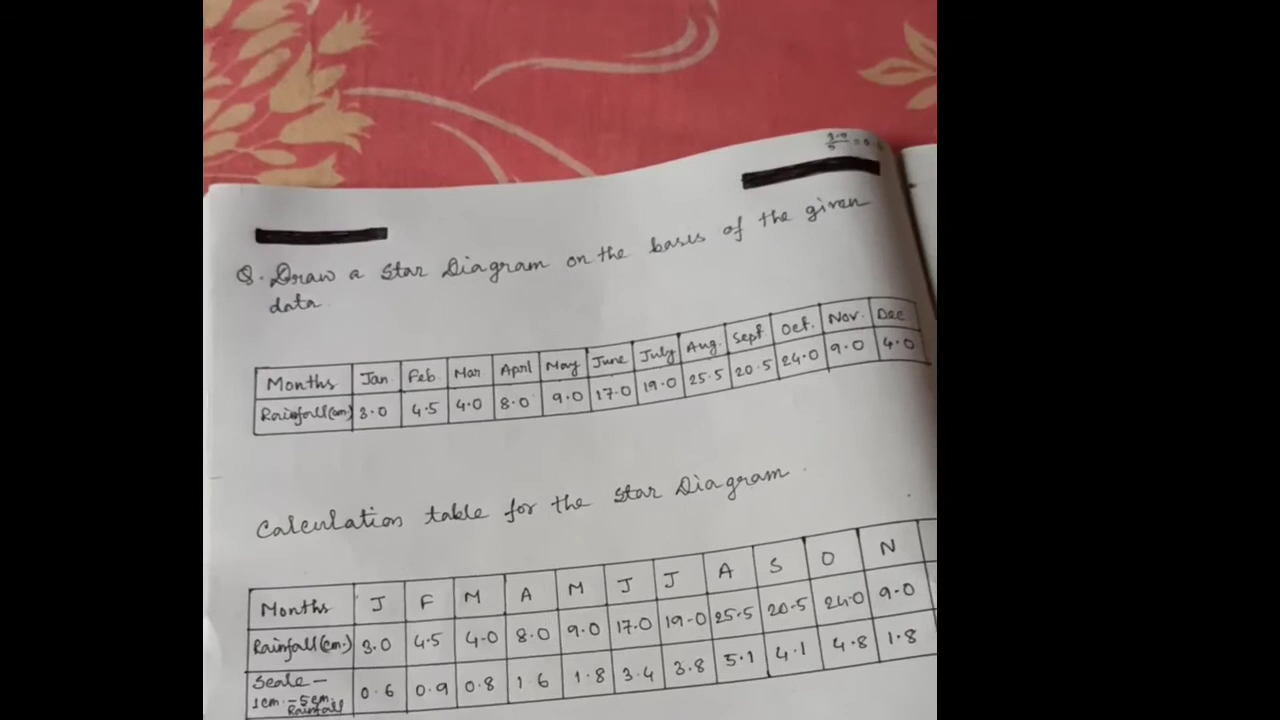 3.0/5 = 0.
Q. Draw a Star Diagram on the basis of the given
data.
Months Jan. Feb. Mar April May June July Aug. Sept Oct. Nov. Dec
Rainfall(cm.) 3.0 4.5 4.0 8.0 9.0 17.0 19.0 25.5 20.5 24.0 9.0 4.0
Calculation table for the Star Diagram.
Months J F M A M J J A S O N
Rainfall(cm.) 3.0 4.5 4.0 8.0 9.0 17.0 19.0 25.5 20.5 24.0 9.0
Scale - 0.6 0.9 0.8 1.6 1.8 3.4 3.8 5.1 4.1 4.8 1.8
1cm. = 5cm.
Rainfall